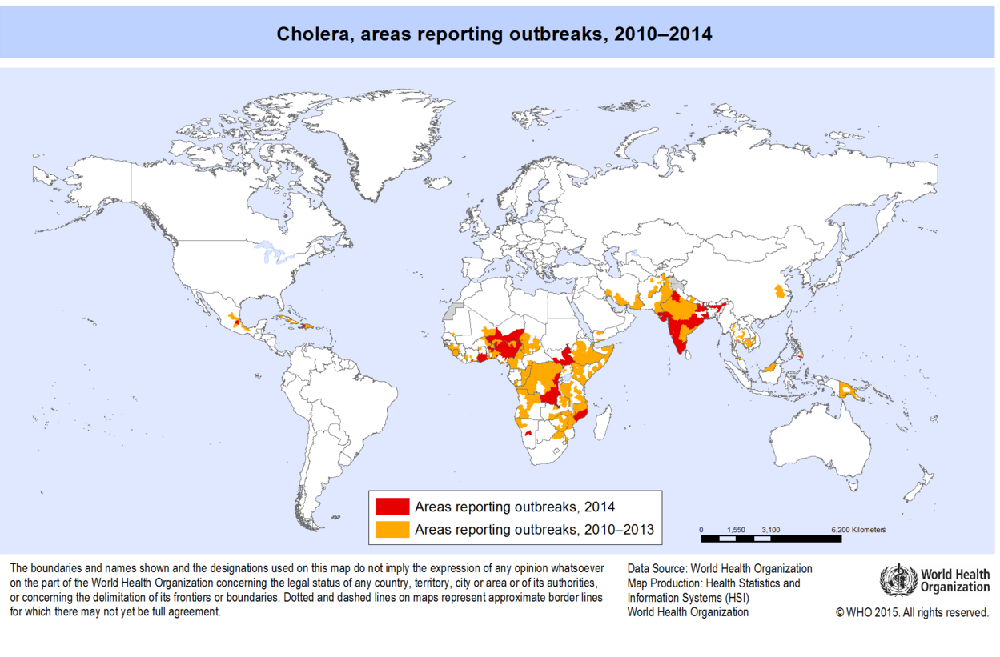 Cholera, areas reporting outbreaks, 2010–2014
Areas reporting outbreaks, 2014
Areas reporting outbreaks, 2010–2013
0 1,550 3,100 6,200 Kilometers
The boundaries and names shown and the designations used on this map do not imply the expression of any opinion whatsoever
on the part of the World Health Organization concerning the legal status of any country, territory, city or area or of its authorities,
or concerning the delimitation of its frontiers or boundaries. Dotted and dashed lines on maps represent approximate border lines
for which there may not yet be full agreement.
Data Source: World Health Organization
Map Production: Health Statistics and
Information Systems (HSI)
World Health Organization
World Health
Organization
© WHO 2015. All rights reserved.